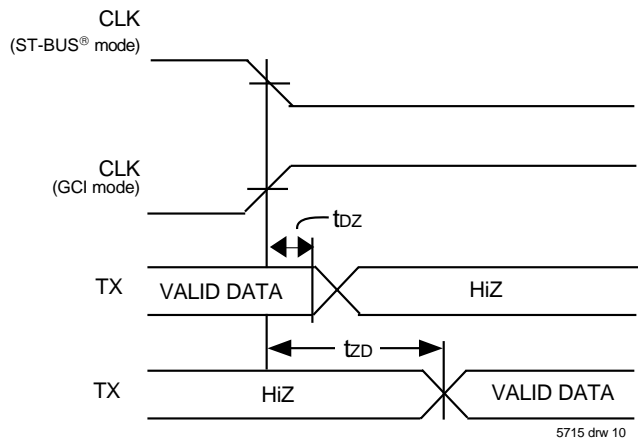 CLK
(ST-BUS® mode)
CLK
(GCI mode)
tDZ
TX
VALID DATA
HiZ
tZD
TX
HiZ
VALID DATA
5715 drw 10